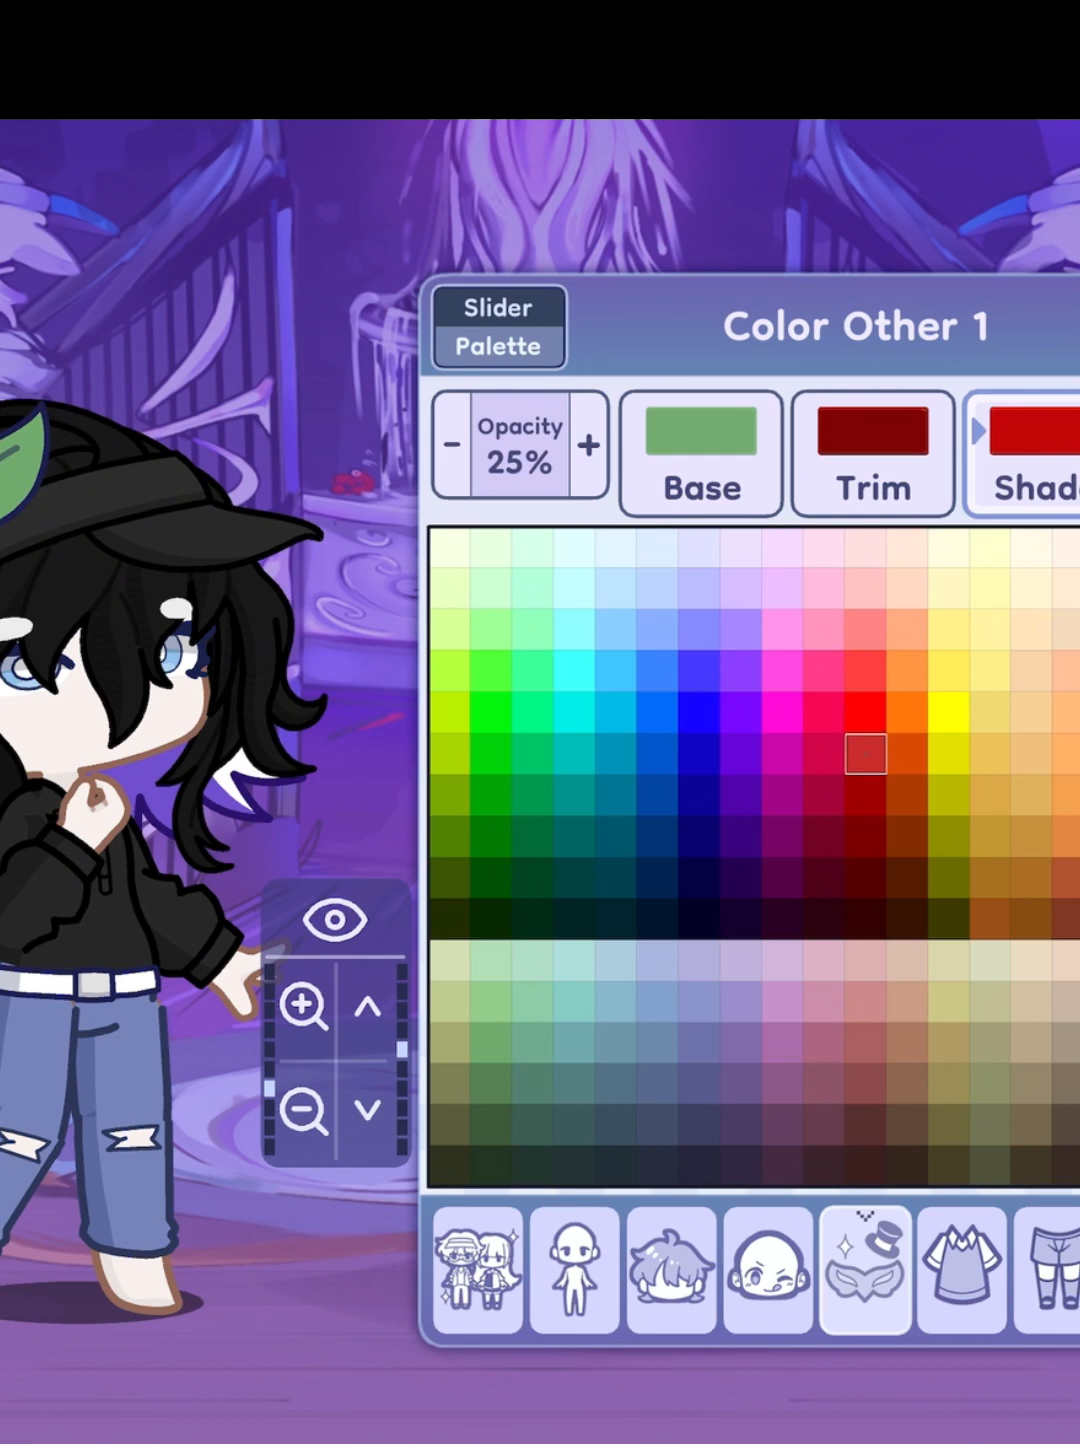 Slider
Palette
Color Other 1
Opacity
25%
- +
Base
Trim